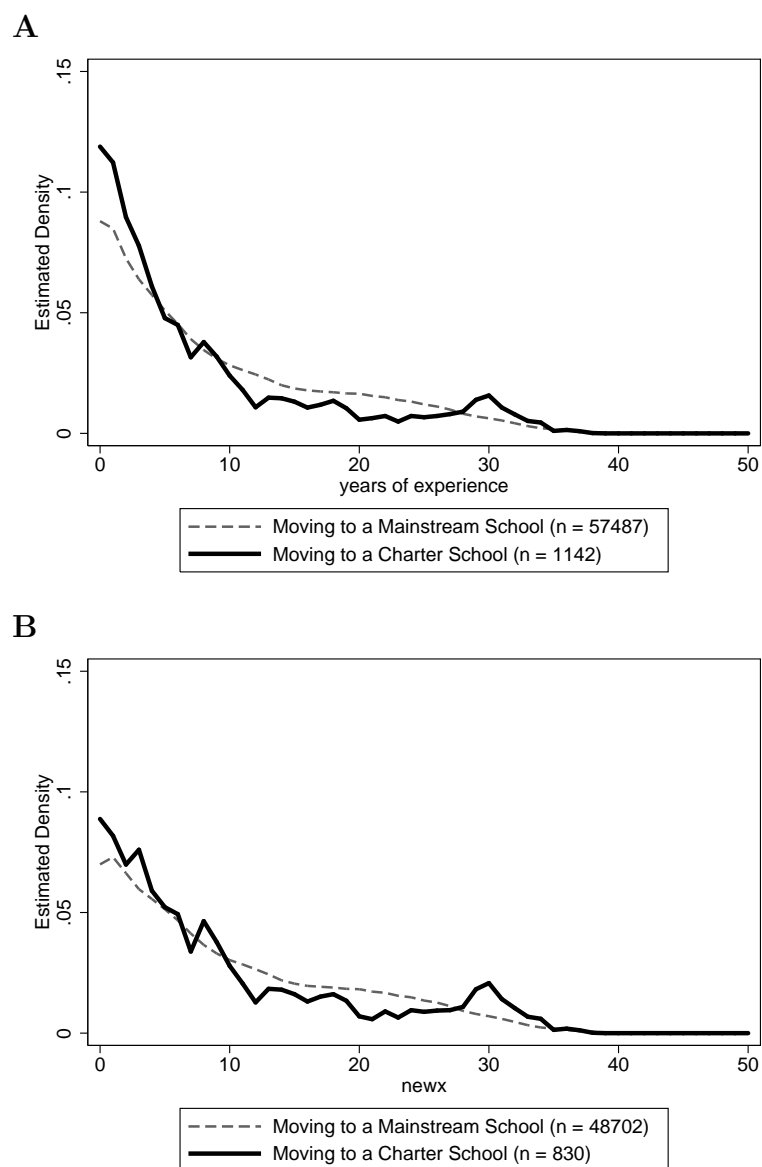 A
Estimated Density
.15
.1
.05
0
0 10 20 30 40 50
years of experience
Moving to a Mainstream School (n = 57487)
Moving to a Charter School (n = 1142)
B
Estimated Density
.15
.1
.05
0
0 10 20 30 40 50
newx
Moving to a Mainstream School (n = 48702)
Moving to a Charter School (n = 830)